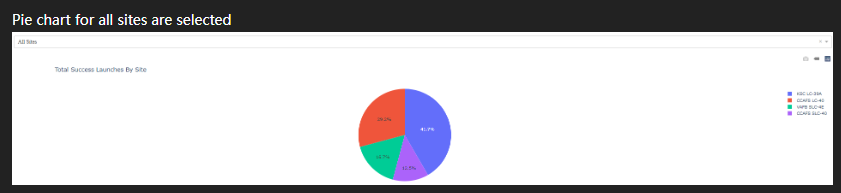 Pie chart for all sites are selected
All Sites
Total Success Launches By Site
KSC LC-39A
CCAFS LC-40
VAFB SLC-4E
CCAFS SLC-40
29.2%
41.7%
16.7%
12.5%